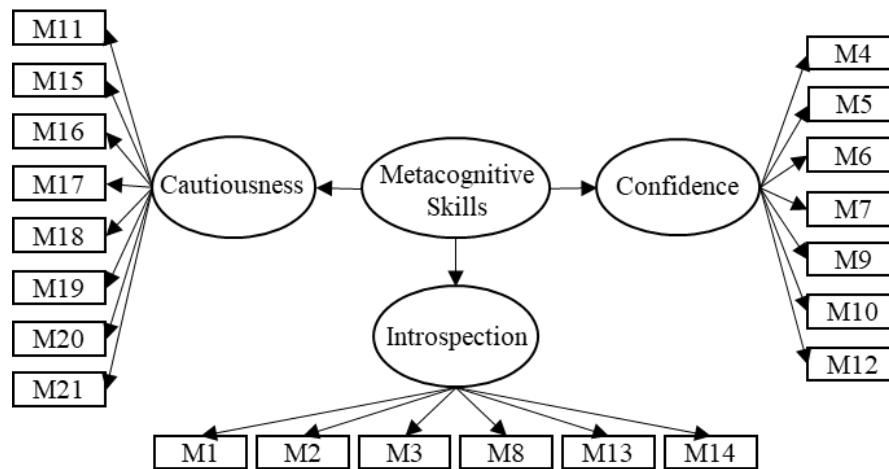 M11
M15
M16
M17
M18
M19
M20
M21
Cautiousness
Metacognitive
Skills
Confidence
M4
M5
M6
M7
M9
M10
M12
Introspection
M1
M2
M3
M8
M13
M14